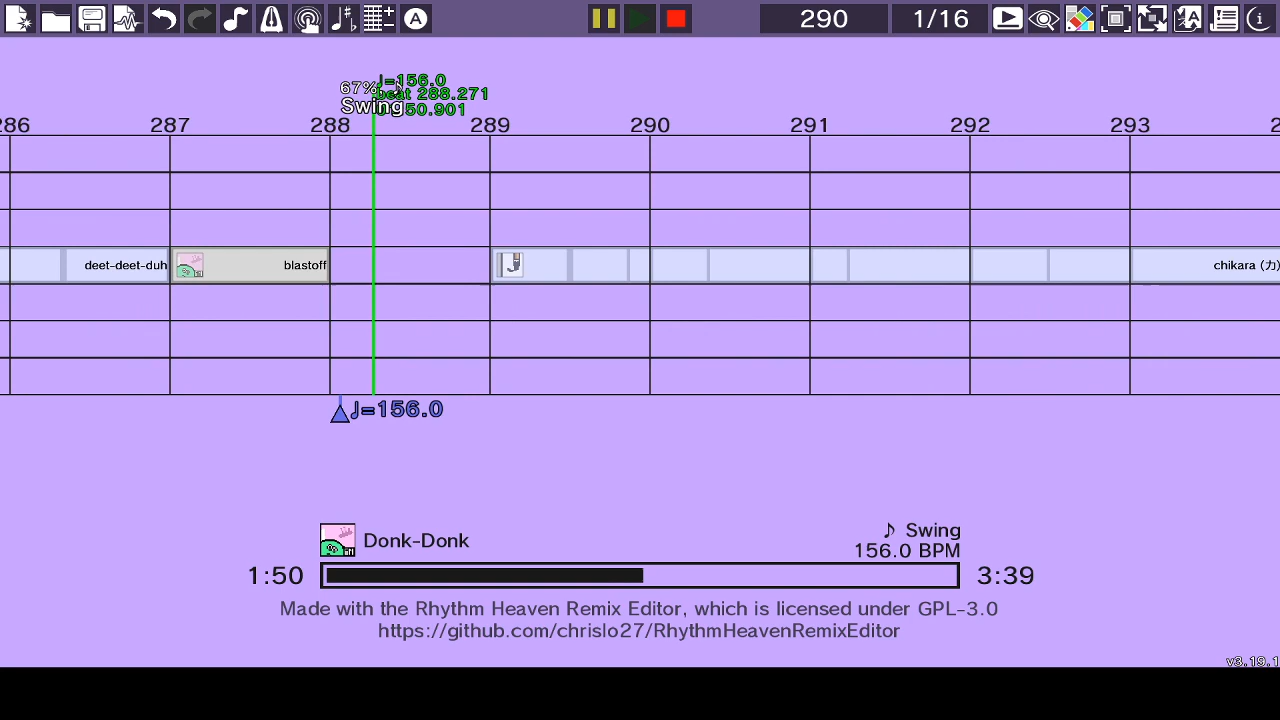 290
1/16
67%
♩=156.0
beat 288.271
Swing
50.901
286 287 288 289 290 291 292 293
deet-deet-duh
blastoff
chikara (力)
♩=156.0
Donk-Donk
♪ Swing
156.0 BPM
1:50
3:39
Made with the Rhythm Heaven Remix Editor, which is licensed under GPL-3.0
https://github.com/chrislo27/RhythmHeavenRemixEditor
v3.19.1